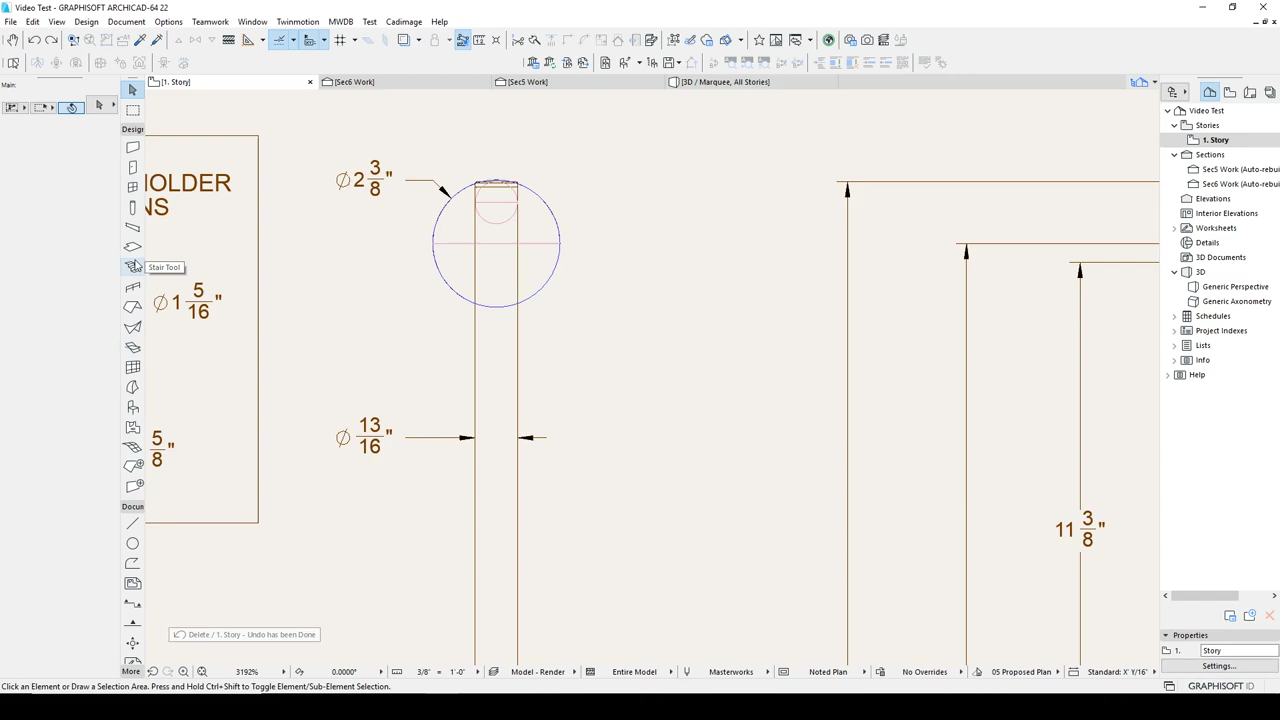 Video Test - GRAPHISOFT ARCHICAD-64 22
File Edit View Design Document Options Teamwork Window Twinmotion MWDB Test Cadimage Help
Main:
[1. Story]
[Sec6 Work]
[Sec5 Work]
[3D / Marquee, All Stories]
Desigr
HOLDER
NS
Ø2 3/8"
Stair Tool
Ø1 5/16"
Ø 13/16"
5/8"
11 3/8"
Docun
More
Delete / 1. Story - Undo has been Done
Video Test
Stories
1. Story
Sections
Sec5 Work (Auto-rebui
Sec6 Work (Auto-rebui
Elevations
Interior Elevations
Worksheets
Details
3D Documents
3D
Generic Perspective
Generic Axonometry
Schedules
Project Indexes
Lists
Info
Help
Properties
1. Story
Settings...
3192% 0.0000° 3/8" = 1'-0" Model - Render Entire Model Masterworks Noted Plan No Overrides 05 Proposed Plan Standard: X' Y/16"
Click an Element or Draw a Selection Area. Press and Hold Ctrl+Shift to Toggle Element/Sub-Element Selection.
GRAPHISOFT ID